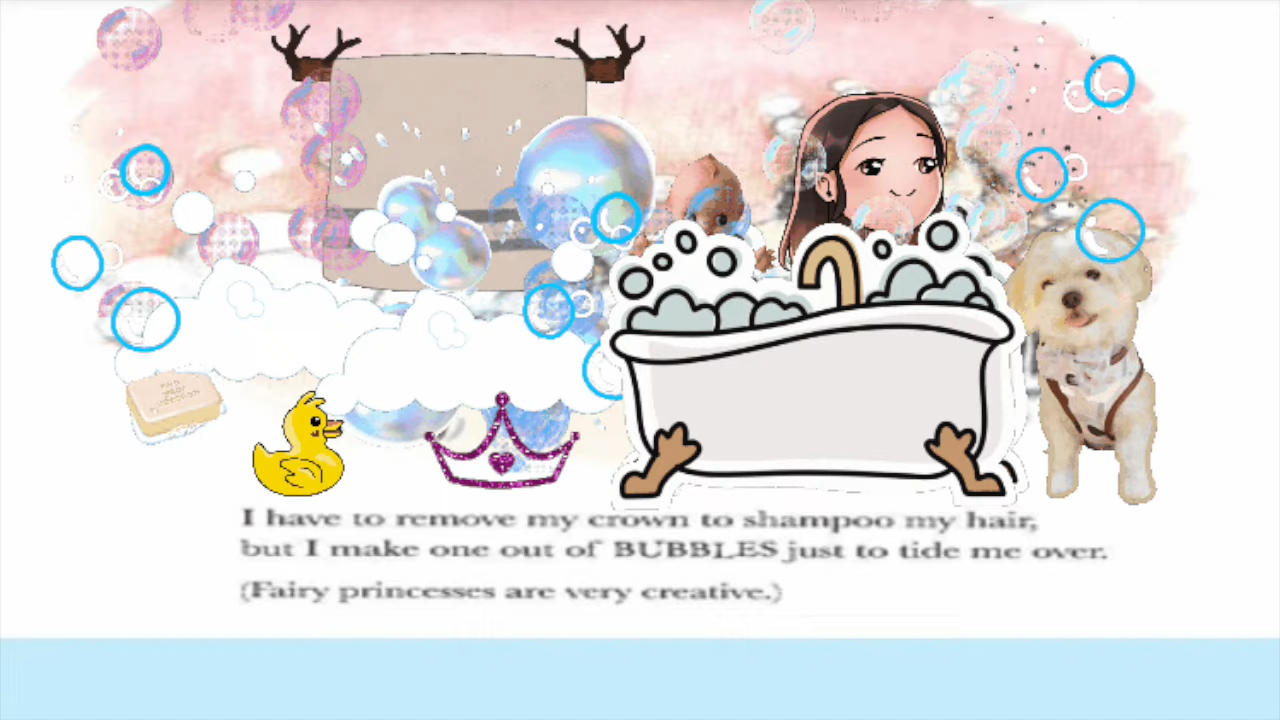 I have to remove my crown to shampoo my hair,
but I make one out of BUBBLES just to tide me over.
(Fairy princesses are very creative.)